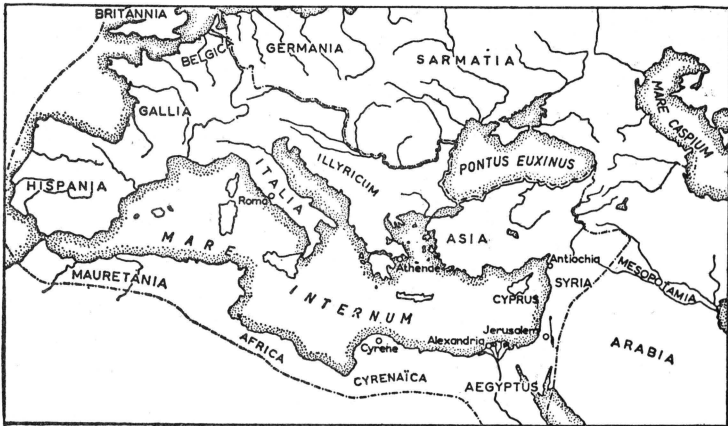 BRITANNIA
BELGICA
GERMANIA
SARMATIA
GALLIA
MARE CASPIUM
ILLYRICUM
PONTUS EUXINUS
HISPANIA
ITALIA
Roma
ASIA
MARE INTERNUM
Athenae
Antiochia
MAURETANIA
MESOPOTAMIA
CYPRUS
SYRIA
Jerusalem
Cyrene
Alexandria
AFRICA
ARABIA
CYRENAÏCA
AEGYPTUS